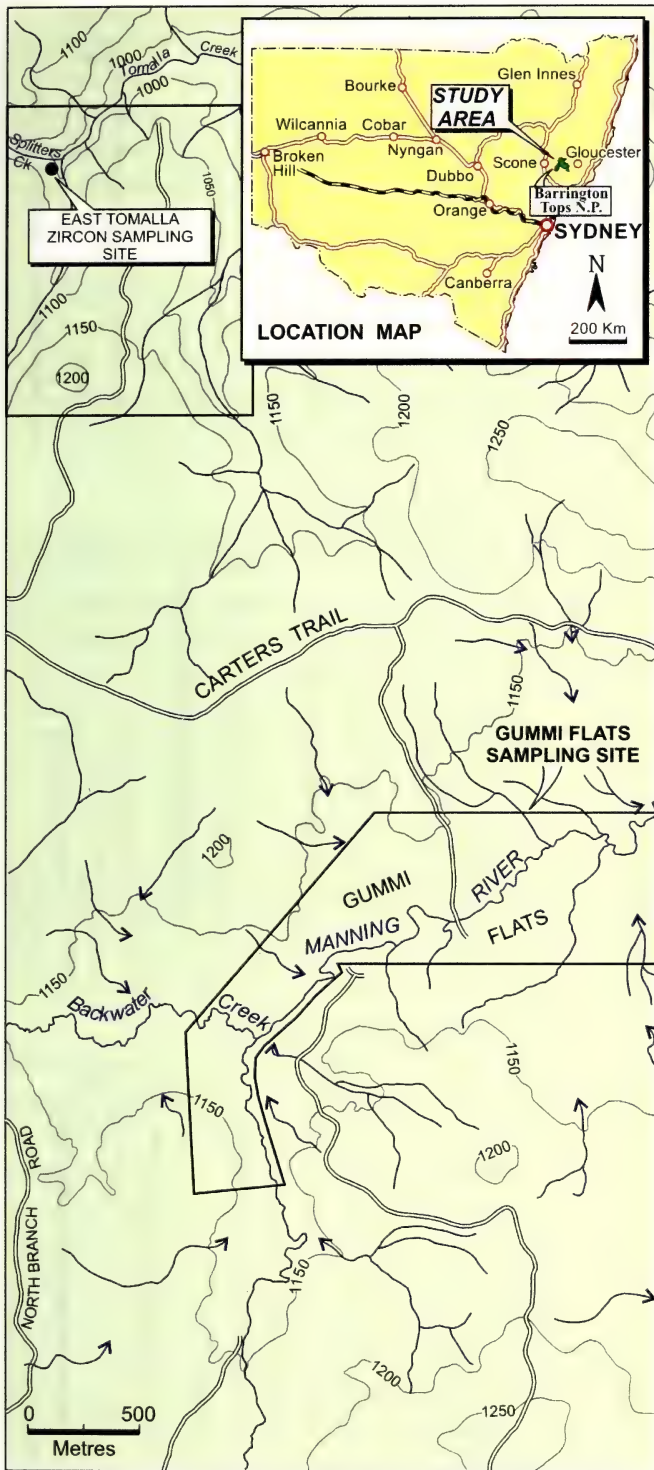 1100
1000
Tomalla
Creek
1000
Splitters
Ck
1050
EAST TOMALLA
ZIRCON SAMPLING
SITE
1100
1150
1200
Bourke
Glen Innes
STUDY
AREA
Wilcannia
Cobar
Nyngan
Scone
Gloucester
Broken
Hill
Dubbo
Barrington
Tops N.P.
Orange
SYDNEY
Canberra
N
LOCATION MAP
200 Km
1150
1200
1250
CARTERS TRAIL
1150
GUMMI FLATS
SAMPLING SITE
1200
GUMMI
RIVER
MANNING
FLATS
1150
Backwater
Creek
1150
1150
1200
NORTH BRANCH ROAD
1150
1200
1250
0 500
Metres